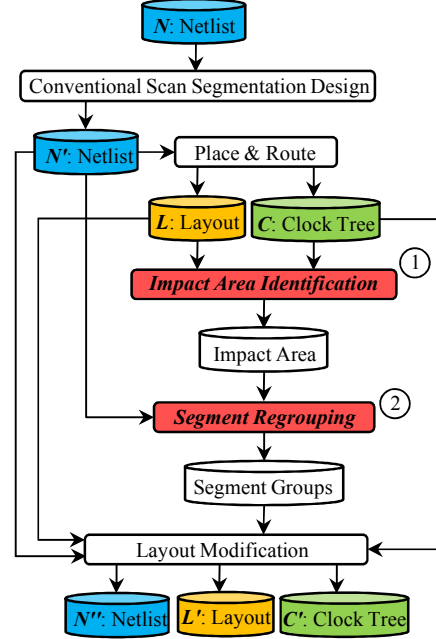 N: Netlist
Conventional Scan Segmentation Design
N': Netlist
Place & Route
L: Layout
C: Clock Tree
1
Impact Area Identification
Impact Area
2
Segment Regrouping
Segment Groups
Layout Modification
N'': Netlist
L': Layout
C': Clock Tree